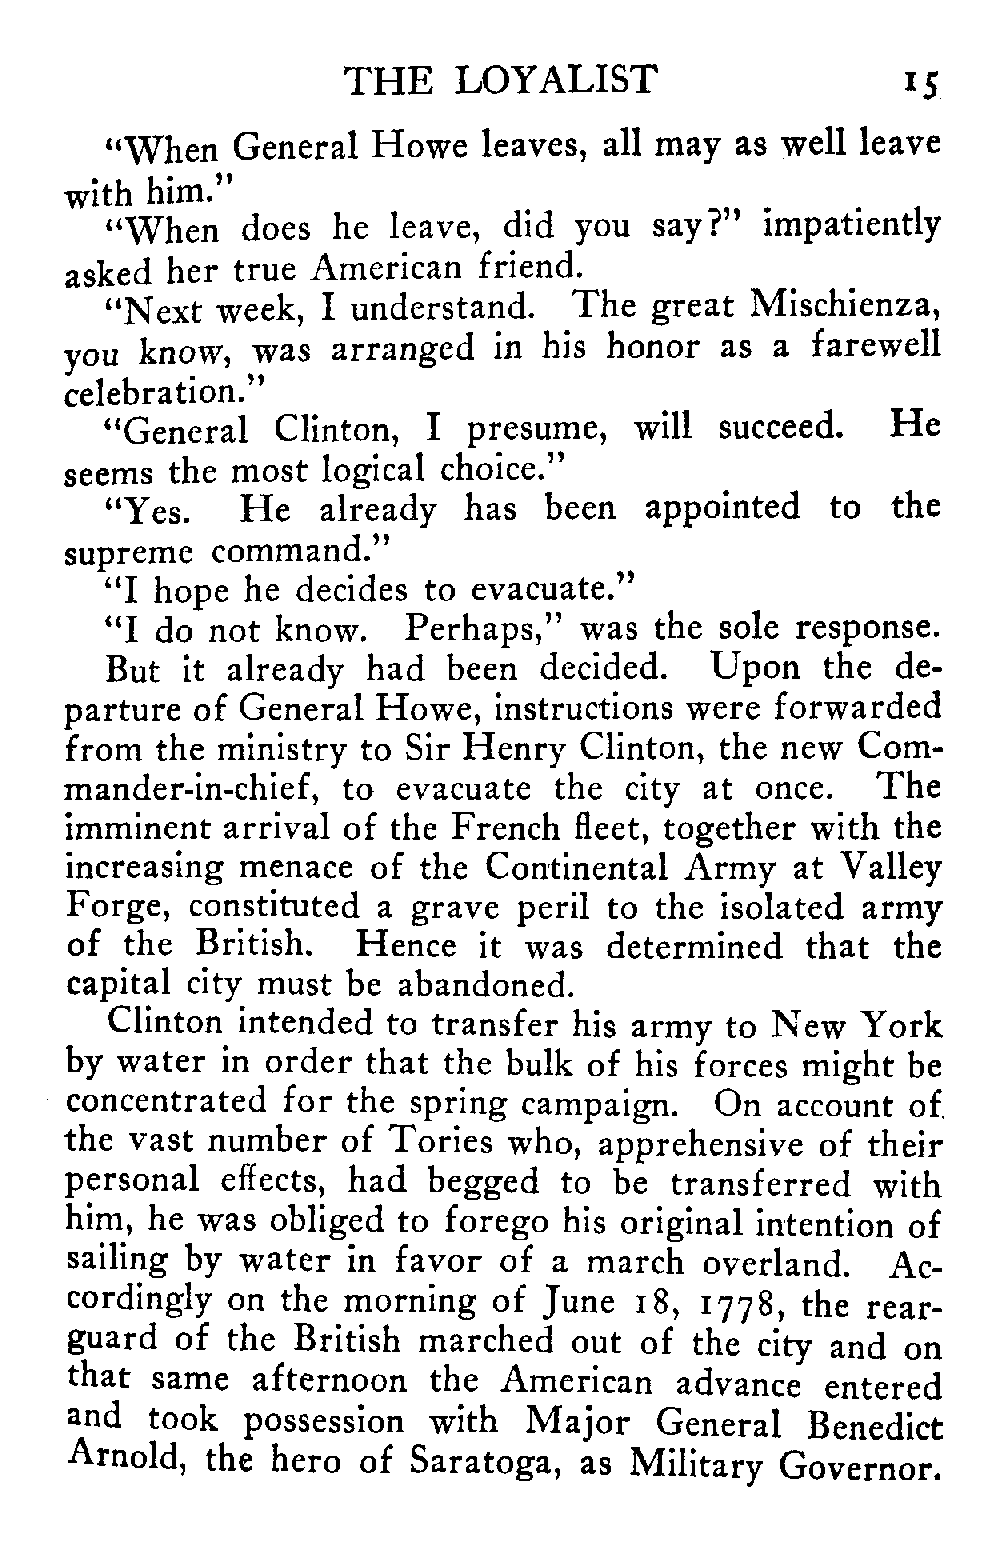 THE LOYALIST 15
"When General Howe leaves, all may as well leave
with him."
"When does he leave, did you say?" impatiently
asked her true American friend.
"Next week, I understand. The great Mischienza,
you know, was arranged in his honor as a farewell
celebration."
"General Clinton, I presume, will succeed. He
seems the most logical choice."
"Yes. He already has been appointed to the
supreme command."
"I hope he decides to evacuate."
"I do not know. Perhaps," was the sole response.
But it already had been decided. Upon the de-
parture of General Howe, instructions were forwarded
from the ministry to Sir Henry Clinton, the new Com-
mander-in-chief, to evacuate the city at once. The
imminent arrival of the French fleet, together with the
increasing menace of the Continental Army at Valley
Forge, constituted a grave peril to the isolated army
of the British. Hence it was determined that the
capital city must be abandoned.
Clinton intended to transfer his army to New York
by water in order that the bulk of his forces might be
concentrated for the spring campaign. On account of
the vast number of Tories who, apprehensive of their
personal effects, had begged to be transferred with
him, he was obliged to forego his original intention of
sailing by water in favor of a march overland. Ac-
cordingly on the morning of June 18, 1778, the rear-
guard of the British marched out of the city and on
that same afternoon the American advance entered
and took possession with Major General Benedict
Arnold, the hero of Saratoga, as Military Governor.